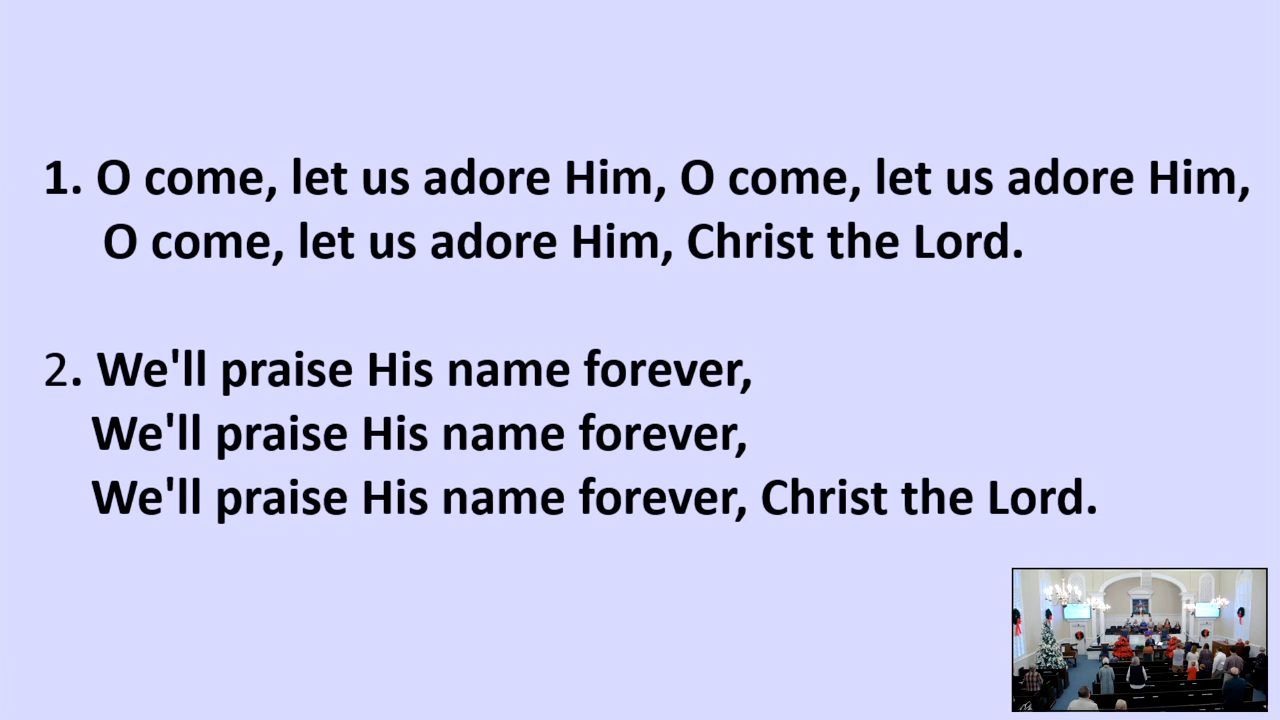 1. O come, let us adore Him, O come, let us adore Him,
O come, let us adore Him, Christ the Lord.
2. We'll praise His name forever,
We'll praise His name forever,
We'll praise His name forever, Christ the Lord.